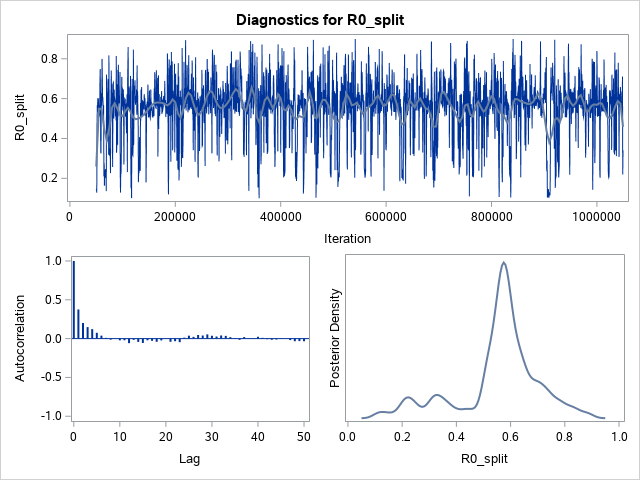 Diagnostics for R0_split
R0_split
0.8
0.6
0.4
0.2
0 200000 400000 600000 800000 1000000
Iteration
Autocorrelation
1.0
0.5
0.0
-0.5
-1.0
0 10 20 30 40 50
Lag
Posterior Density
0.0 0.2 0.4 0.6 0.8 1.0
R0_split